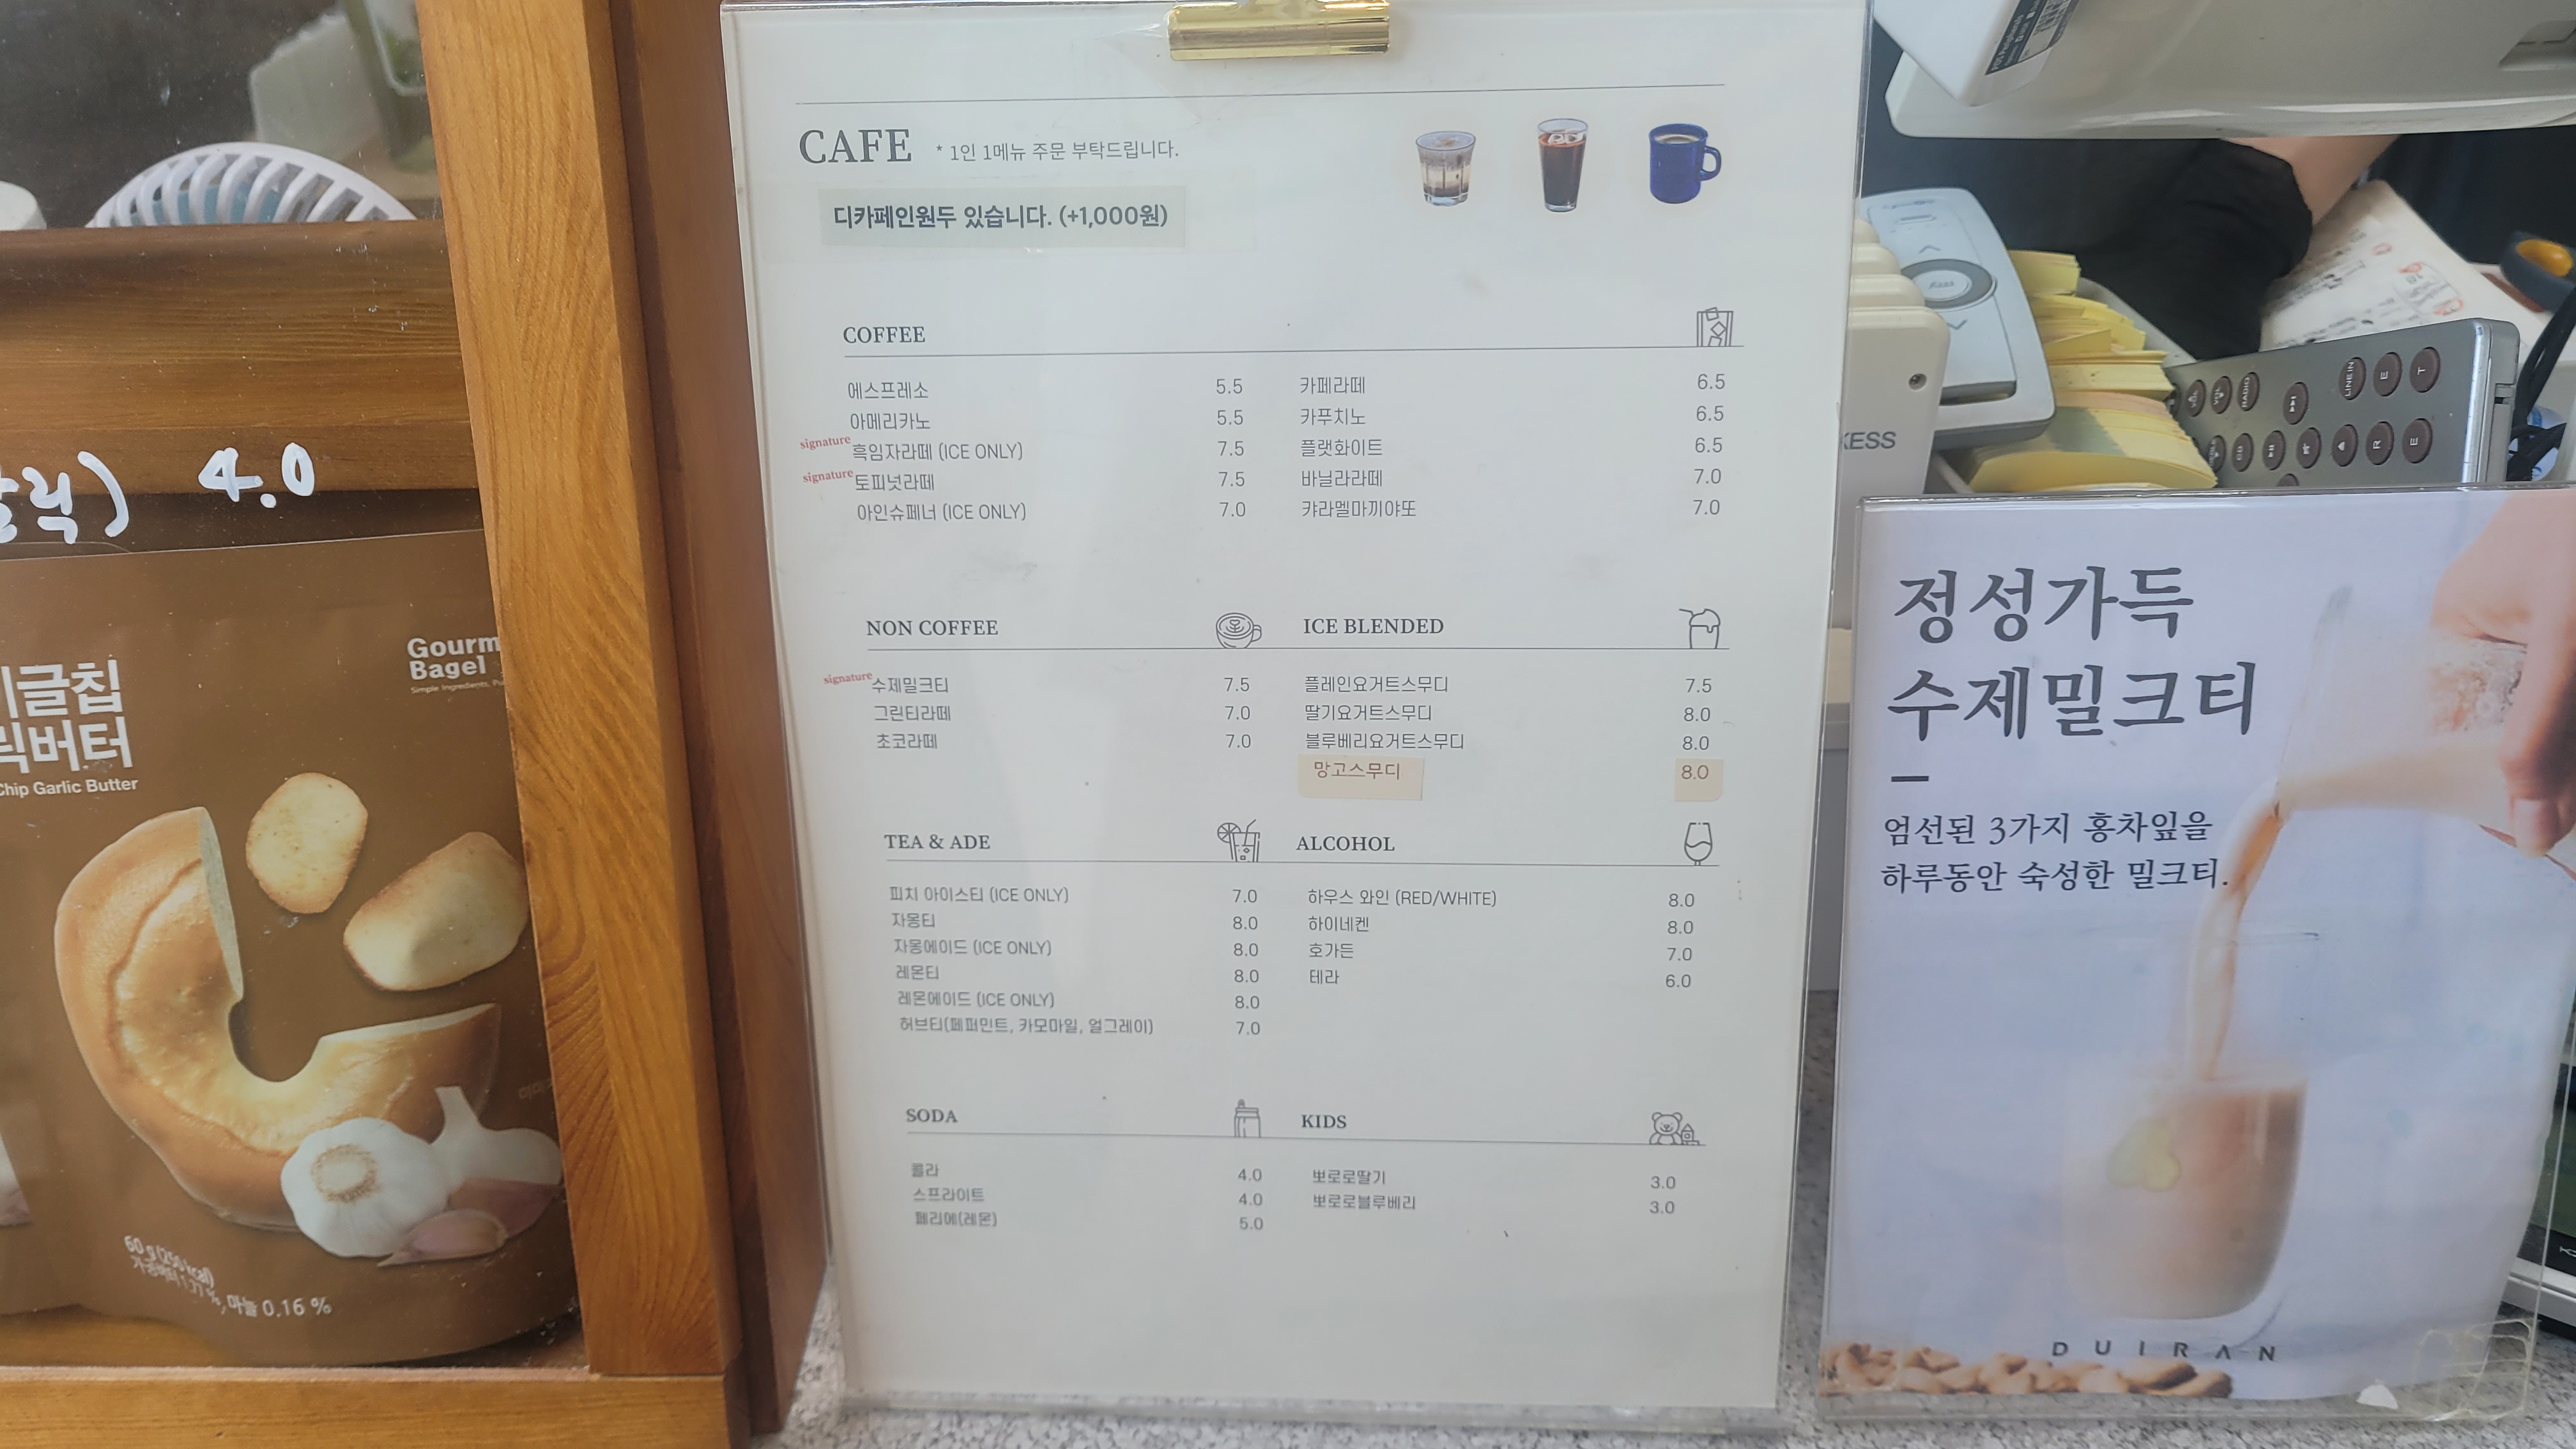 CAFE * 1인 1메뉴 주문 부탁드립니다.
디카페인원두 있습니다. (+1,000원)
COFFEE
에스프레소 5.5
아메리카노 5.5
signature 흑임자라떼 (ICE ONLY) 7.5
signature 토피넛라떼 7.5
아인슈페너 (ICE ONLY) 7.0
카페라떼 6.5
카푸치노 6.5
플랫화이트 6.5
바닐라라떼 7.0
캬라멜마끼야또 7.0
NON COFFEE
signature 수제밀크티 7.5
그린티라떼 7.0
초코라떼 7.0
ICE BLENDED
플레인요거트스무디 7.5
딸기요거트스무디 8.0
블루베리요거트스무디 8.0
망고스무디 8.0
TEA & ADE
피치 아이스티 (ICE ONLY) 7.0
자몽티 8.0
자몽에이드 (ICE ONLY) 8.0
레몬티 8.0
레몬에이드 (ICE ONLY) 8.0
허브티(페퍼민트, 카모마일, 얼그레이) 7.0
ALCOHOL
하우스 와인 (RED/WHITE) 8.0
하이네켄 8.0
호가든 7.0
테라 6.0
SODA
콜라 4.0
스프라이트 4.0
페리에(레몬) 5.0
KIDS
뽀로로딸기 3.0
뽀로로블루베리 3.0
릭) 4.0
Gourm
Bagel
글칩
릭버터
Chip Garlic Butter
60 g (250 kcal)
마늘 0.16 %
정성가득
수제밀크티
엄선된 3가지 홍차잎을
하루동안 숙성한 밀크티.
DUIRAN
KESS
LINE IN
RADIO